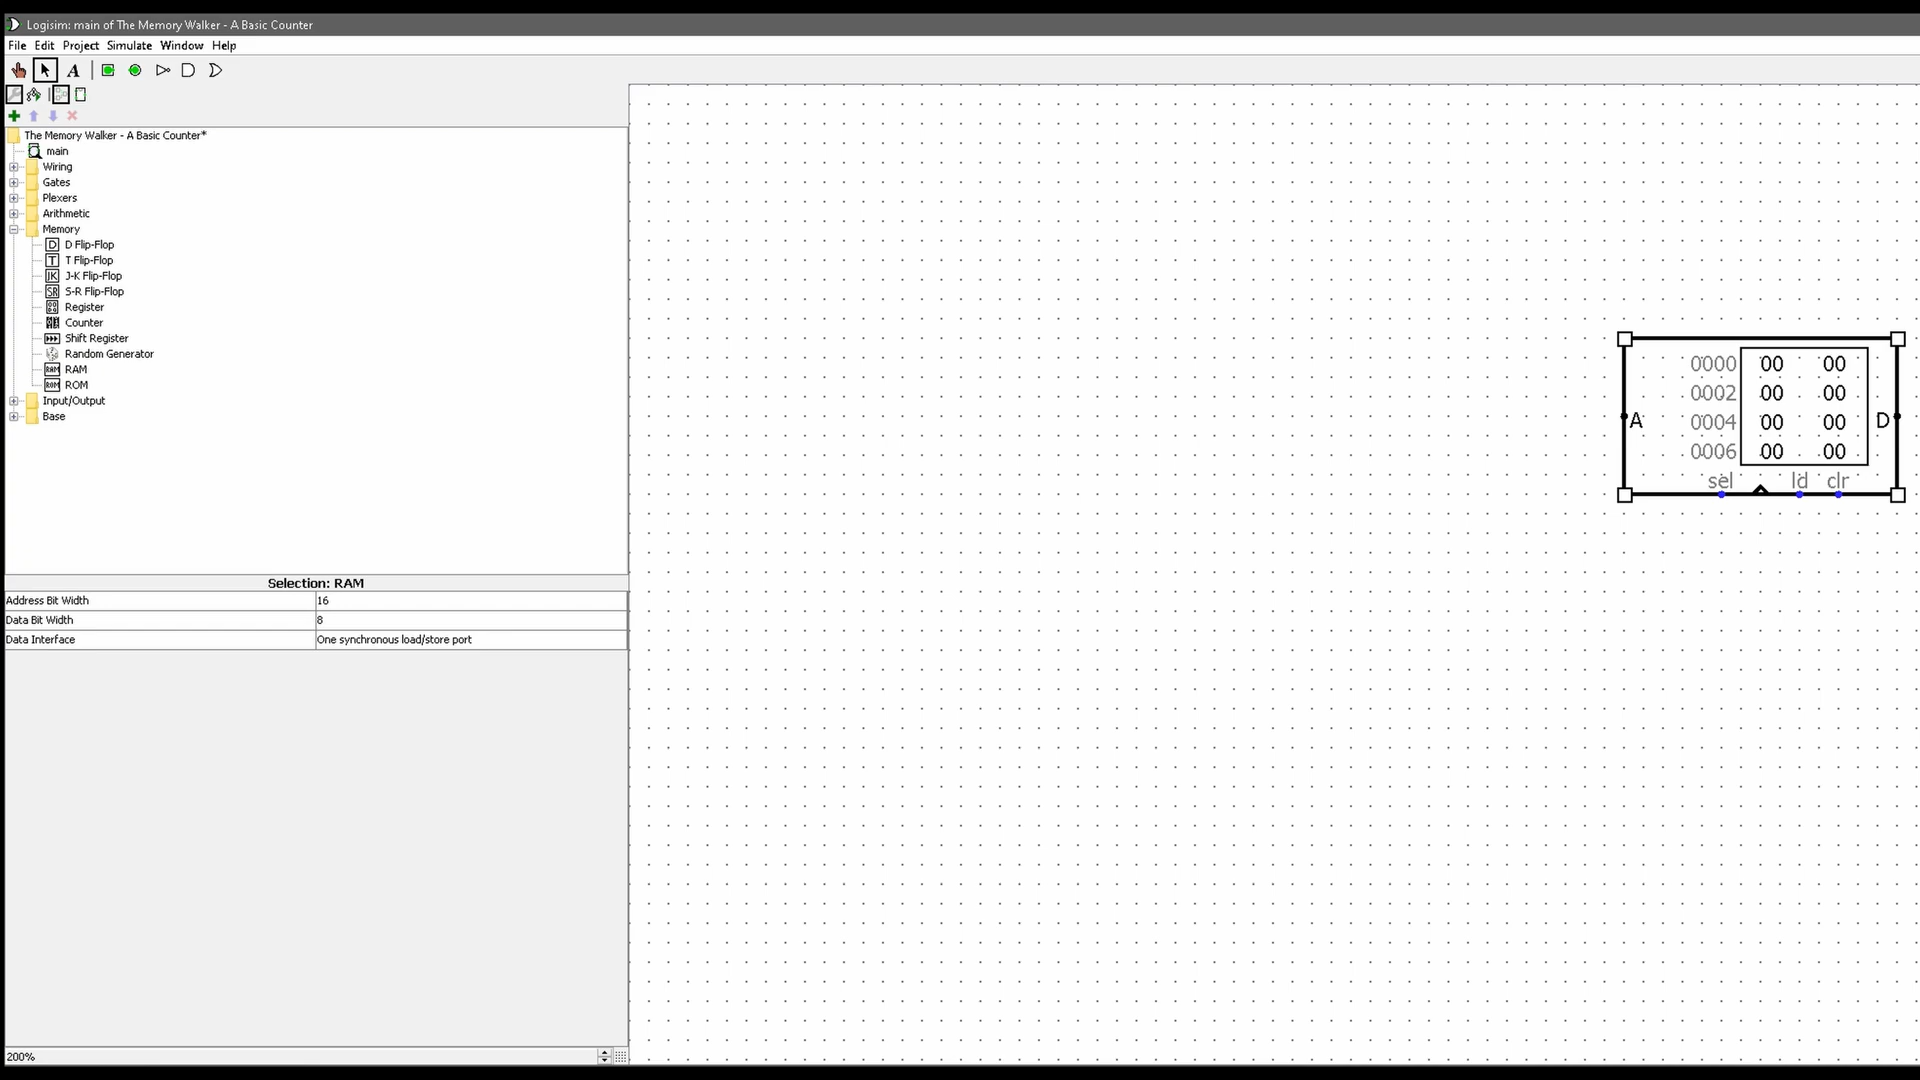 Logisim: main of The Memory Walker - A Basic Counter
File Edit Project Simulate Window Help
A
The Memory Walker - A Basic Counter*
main
Wiring
Gates
Plexers
Arithmetic
Memory
D D Flip-Flop
T T Flip-Flop
JK J-K Flip-Flop
SR S-R Flip-Flop
Register
Counter
Shift Register
Random Generator
RAM RAM
ROM ROM
Input/Output
Base
Selection: RAM
Address Bit Width 16
Data Bit Width 8
Data Interface One synchronous load/store port
200%
0000 00 00
0002 00 00
A 0004 00 00 D
0006 00 00
sel ld clr